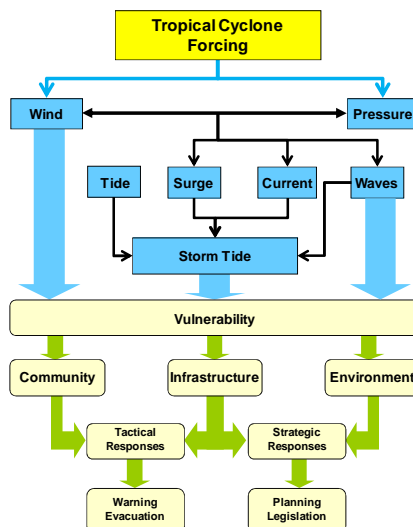 Tropical Cyclone
Forcing
Wind
Pressure
Tide
Surge
Current
Waves
Storm Tide
Vulnerability
Community
Infrastructure
Environment
Tactical
Responses
Strategic
Responses
Warning
Evacuation
Planning
Legislation